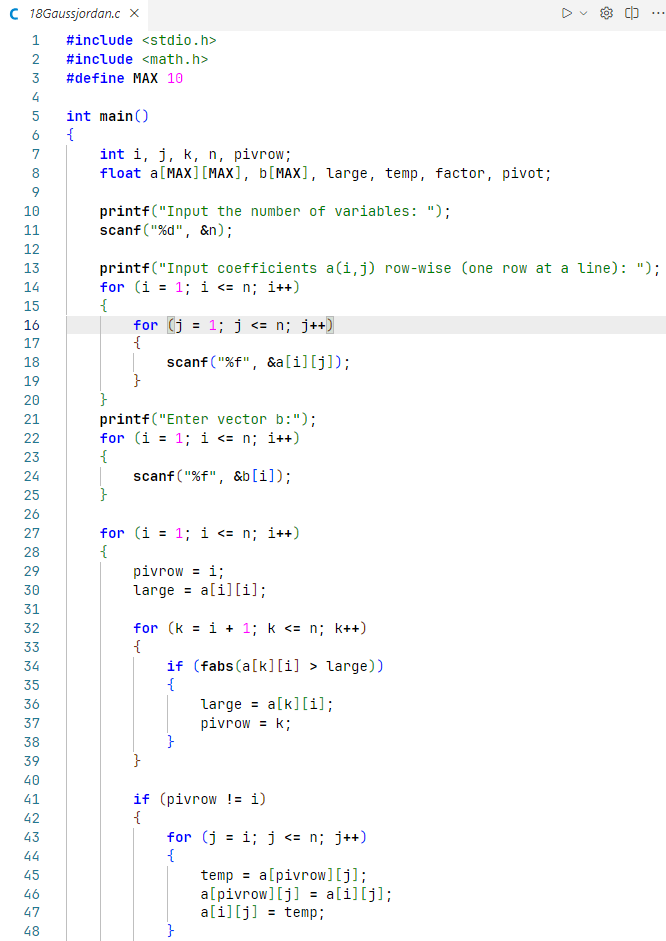 18Gaussjordan.c
1 #include <stdio.h>
2 #include <math.h>
3 #define MAX 10
4
5 int main()
6 {
7     int i, j, k, n, pivrow;
8     float a[MAX][MAX], b[MAX], large, temp, factor, pivot;
9
10     printf("Input the number of variables: ");
11     scanf("%d", &n);
12
13     printf("Input coefficients a(i,j) row-wise (one row at a line): ");
14     for (i = 1; i <= n; i++)
15     {
16         for (j = 1; j <= n; j++)
17         {
18             scanf("%f", &a[i][j]);
19         }
20     }
21     printf("Enter vector b:");
22     for (i = 1; i <= n; i++)
23     {
24         scanf("%f", &b[i]);
25     }
26
27     for (i = 1; i <= n; i++)
28     {
29         pivrow = i;
30         large = a[i][i];
31
32         for (k = i + 1; k <= n; k++)
33         {
34             if (fabs(a[k][i] > large))
35             {
36                 large = a[k][i];
37                 pivrow = k;
38             }
39         }
40
41         if (pivrow != i)
42         {
43             for (j = i; j <= n; j++)
44             {
45                 temp = a[pivrow][j];
46                 a[pivrow][j] = a[i][j];
47                 a[i][j] = temp;
48             }